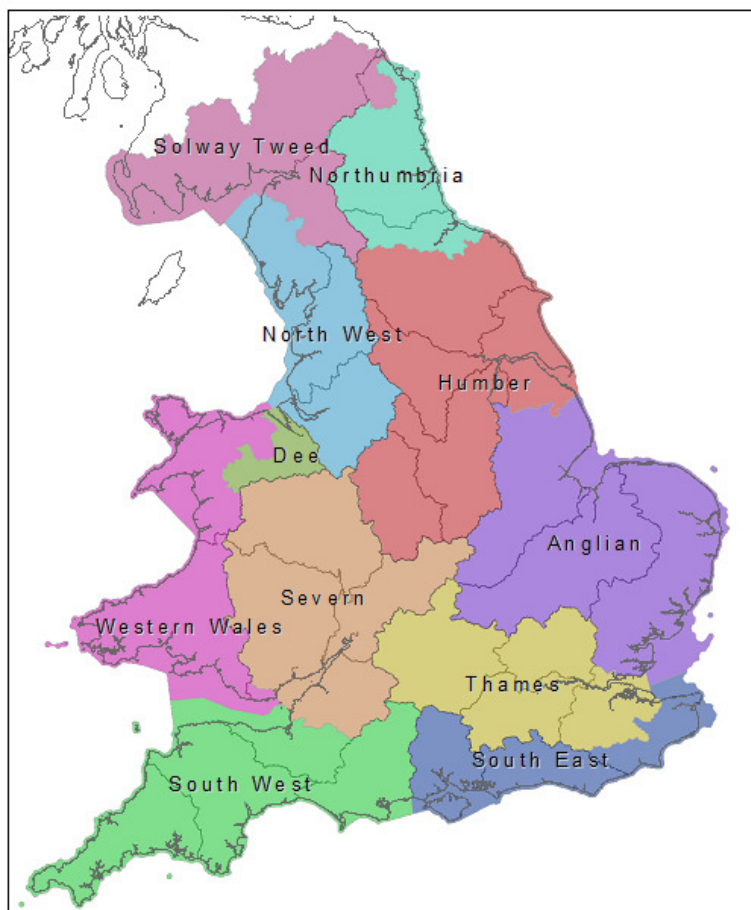 Solway Tweed
Northumbria
North West
Humber
Dee
Anglian
Severn
Western Wales
Thames
South East
South West